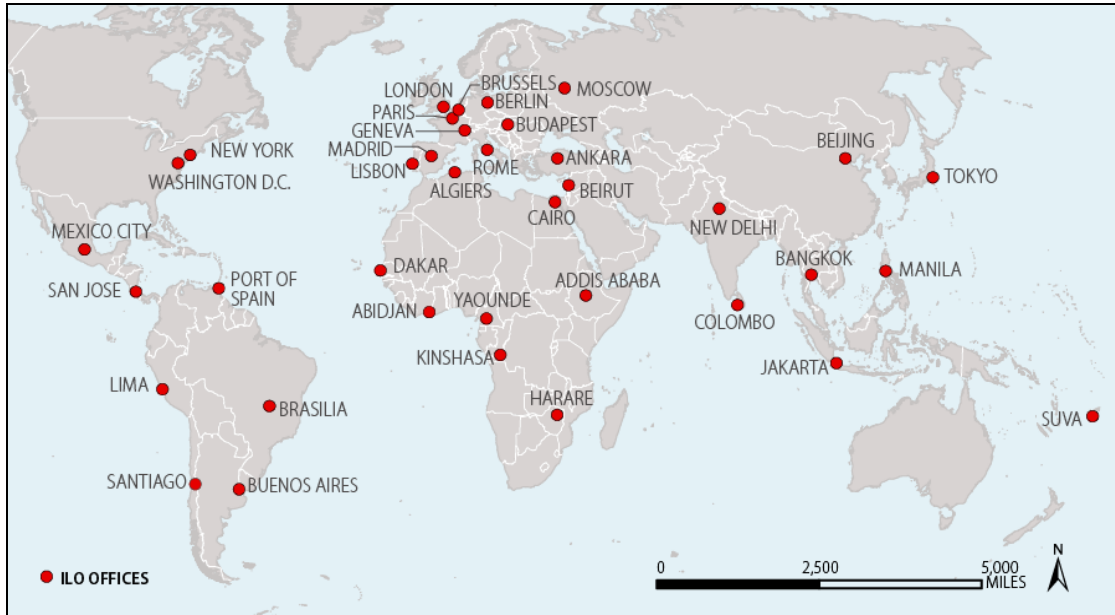 BRUSSELS
LONDON
MOSCOW
BERLIN
PARIS
BUDAPEST
GENEVA
BEIJING
MADRID
NEW YORK
ROME
ANKARA
LISBON
WASHINGTON D.C.
TOKYO
ALGIERS
BEIRUT
CAIRO
NEW DELHI
MEXICO CITY
BANGKOK
DAKAR
MANILA
ADDIS ABABA
PORT OF
SPAIN
SAN JOSE
YAOUNDE
ABIDJAN
COLOMBO
KINSHASA
JAKARTA
LIMA
HARARE
BRASILIA
SUVA
SANTIAGO
BUENOS AIRES
N
0 2,500 5,000
MILES
ILO OFFICES